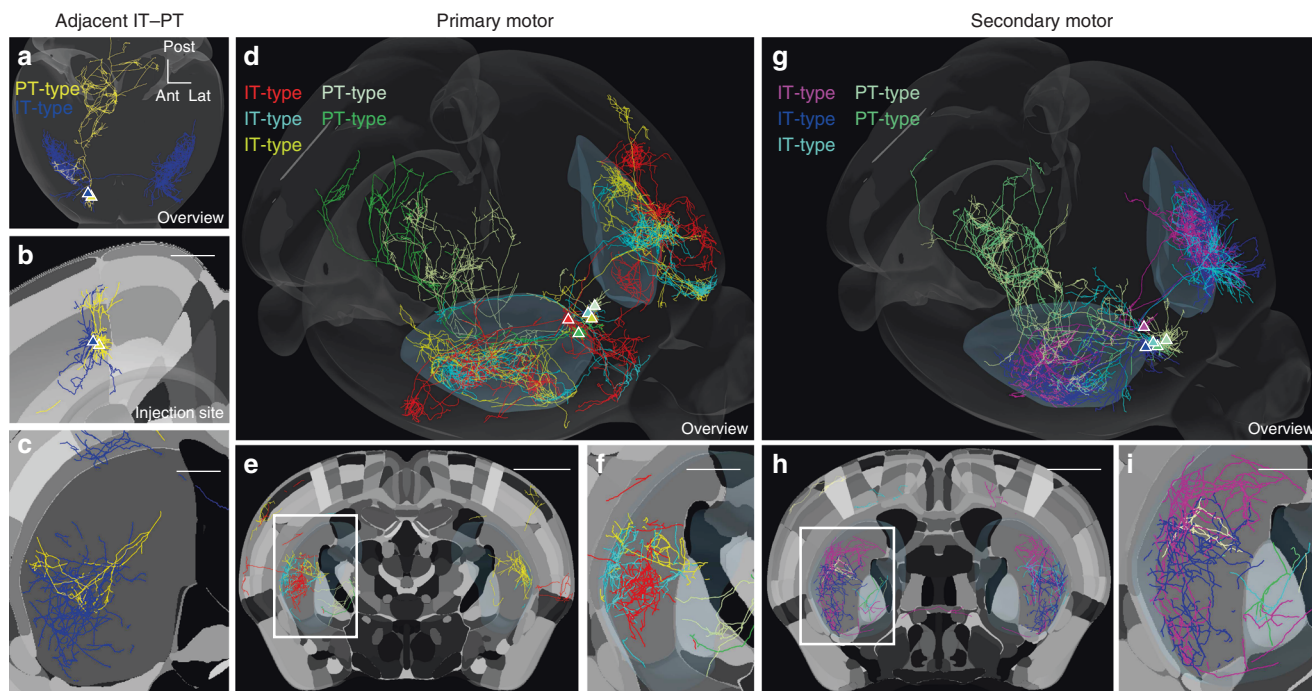 Adjacent IT–PT
Primary motor
Secondary motor
a
Post
PT-type
IT-type
Ant Lat
Overview
b
Injection site
c
d
IT-type PT-type
IT-type PT-type
IT-type
Overview
e
f
g
IT-type PT-type
IT-type PT-type
IT-type
Overview
h
i